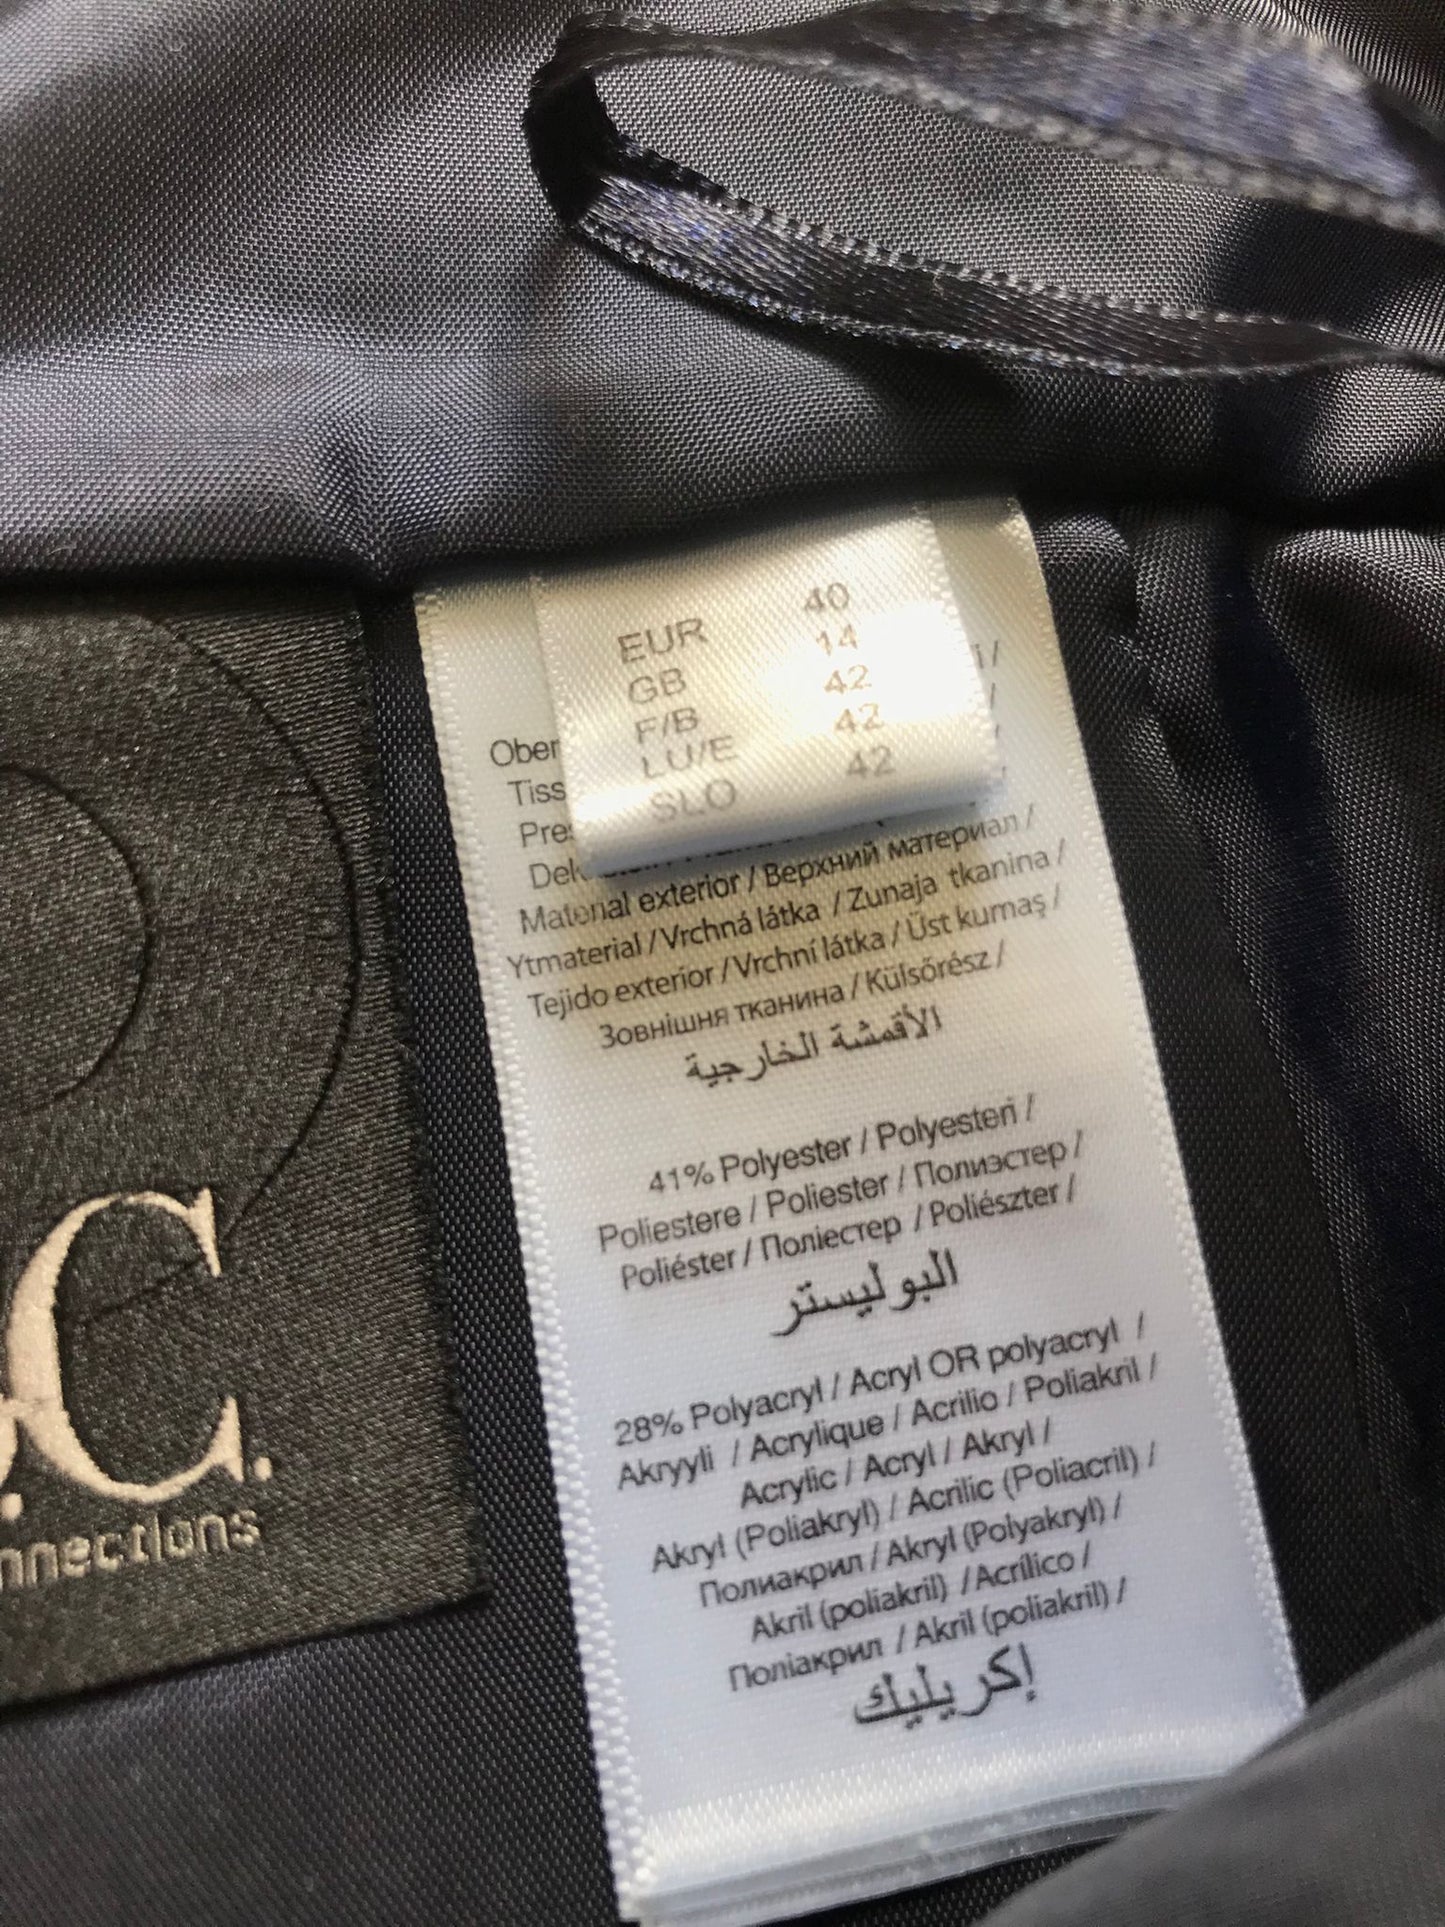 EUR 40
GB 14
F/B 42
LU/E 42
SLO 42
Material exterior / Верхний материал /
Ytmaterial / Vrchná látka / Zunaja tkanina /
Tejido exterior / Vrchní látka / Üst kumaş /
Зовнішня тканина / Külsőrész /
الأقمشة الخارجية
41% Polyester / Polyesteri /
Poliestere / Poliester / Полиэстер /
Poliéster / Поліестер / Poliészter /
البوليستر
28% Polyacryl / Acryl OR polyacryl /
Akryyli / Acrylique / Acrilio / Poliakril /
Acrylic / Acryl / Akryl /
Akryl (Poliakryl) / Acrilic (Poliacril) /
Полиакрил / Akryl (Polyakryl) /
Akril (poliakril) / Acrílico /
Поліакрил / Akril (poliakril) /
إكريليك
C.
nnections